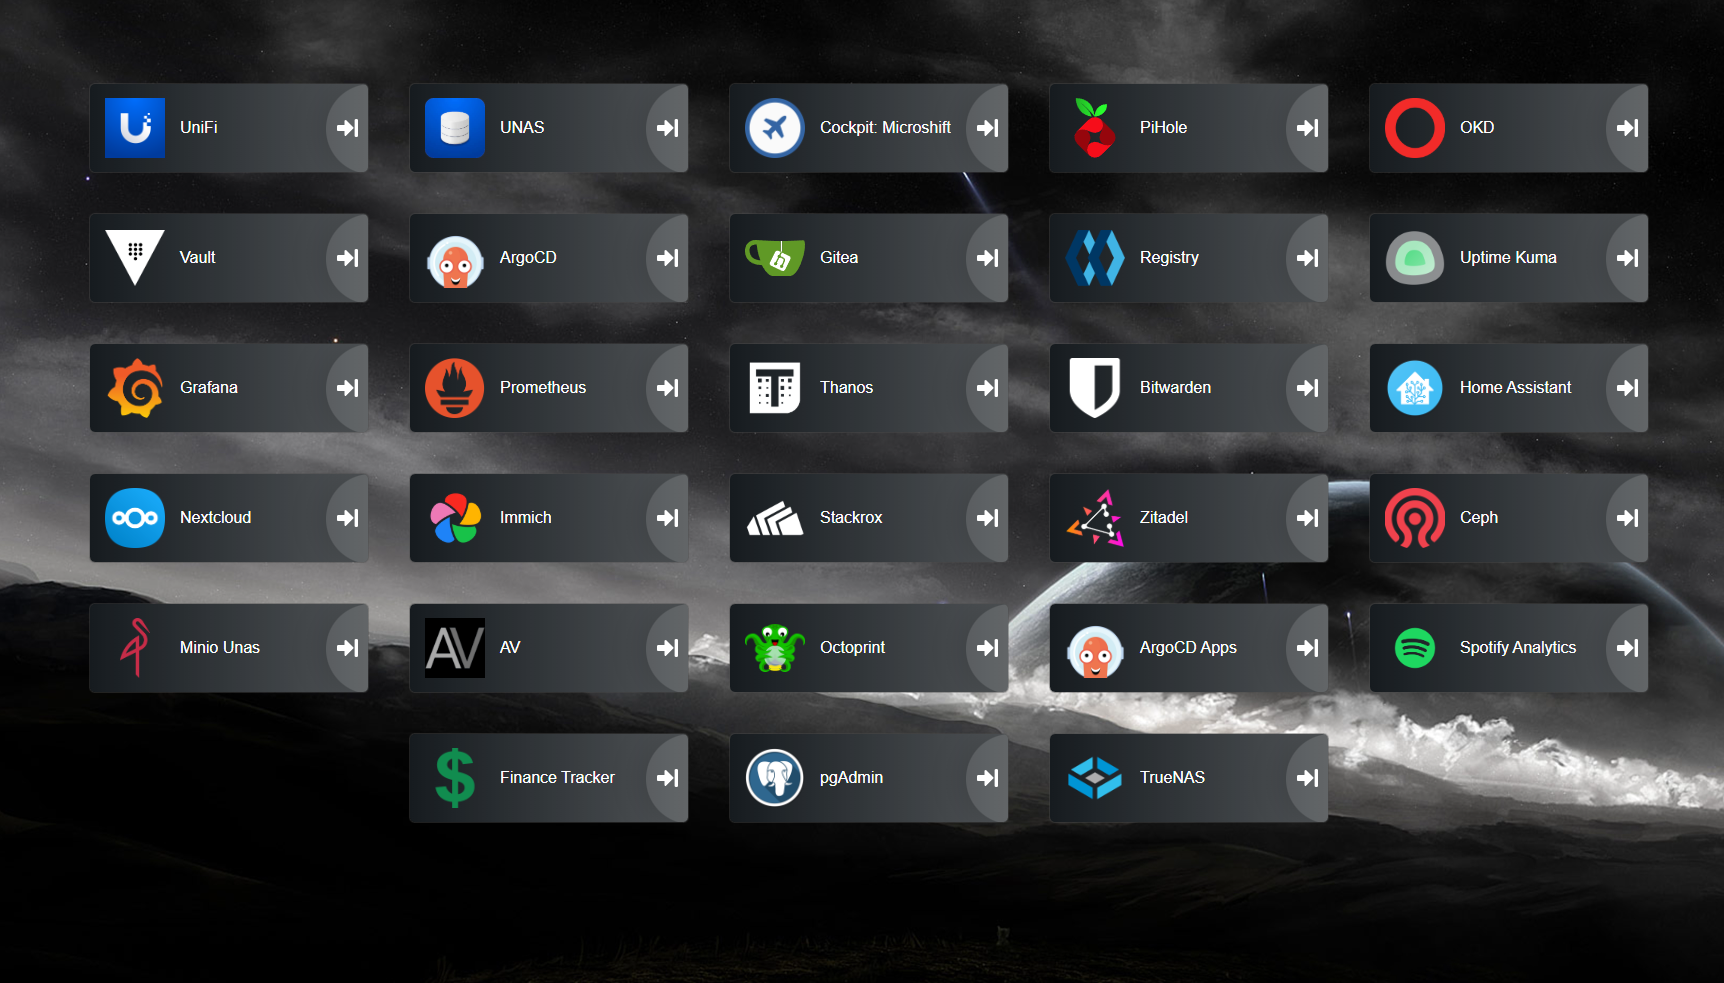 UniFi
UNAS
Cockpit: Microshift
PiHole
OKD
Vault
ArgoCD
Gitea
Registry
Uptime Kuma
Grafana
Prometheus
Thanos
Bitwarden
Home Assistant
Nextcloud
Immich
Stackrox
Zitadel
Ceph
Minio Unas
AV
AV
Octoprint
ArgoCD Apps
Spotify Analytics
Finance Tracker
pgAdmin
TrueNAS